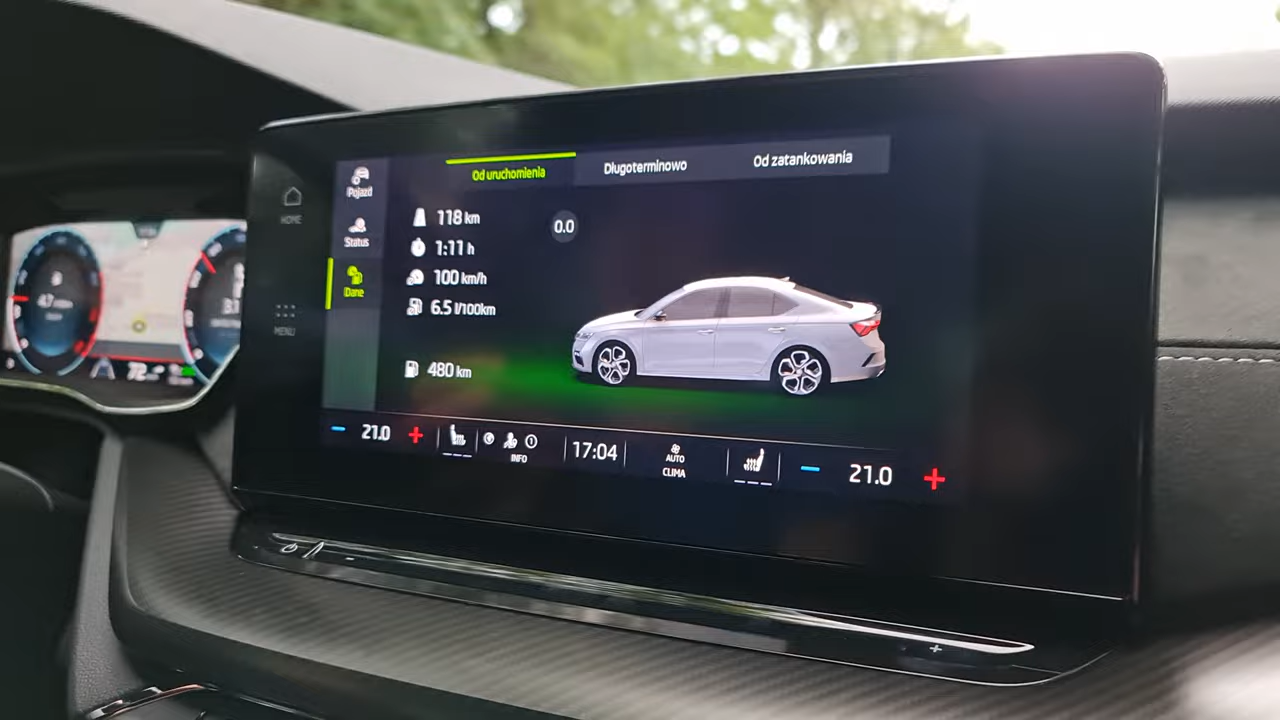 Od uruchomienia
Długoterminowo
Od zatankowania
HOME
MENU
Pojazd
Status
Dane
118 km
0.0
1:11 h
100 km/h
6.5 l/100km
480 km
21.0
INFO
17:04
AUTO
CLIMA
21.0